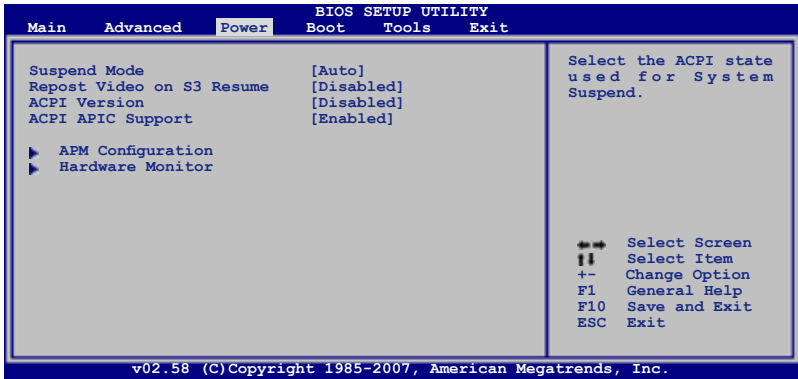 BIOS SETUP UTILITY
Main Advanced Power Boot Tools Exit
Suspend Mode [Auto]
Repost Video on S3 Resume [Disabled]
ACPI Version [Disabled]
ACPI APIC Support [Enabled]
APM Configuration
Hardware Monitor
Select the ACPI state
used for System
Suspend.
Select Screen
Select Item
+- Change Option
F1 General Help
F10 Save and Exit
ESC Exit
v02.58 (C)Copyright 1985-2007, American Megatrends, Inc.